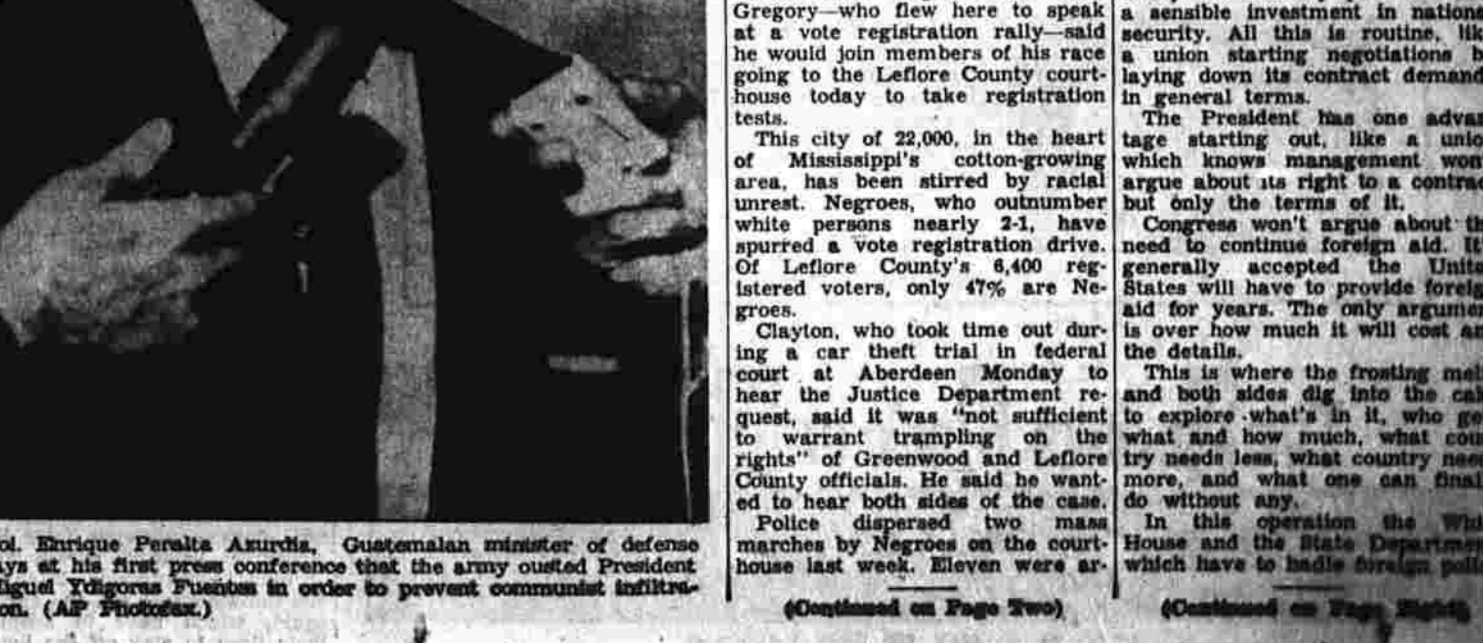 ol. Enrique Peralta Azurdia, Guatemalan minister of defense
ys at his first press conference that the army ousted President
iguel Ydigoras Fuentes in order to prevent communist infiltra-
on. (AP Photofax.)
Gregory—who flew here to speak
at a vote registration rally—said
he would join members of his race
going to the Leflore County court-
house today to take registration
tests.
This city of 22,000, in the heart
of Mississippi's cotton-growing
area, has been stirred by racial
unrest. Negroes, who outnumber
white persons nearly 2-1, have
spurred a vote registration drive.
Of Leflore County's 6,400 reg-
istered voters, only 47% are Ne-
groes.
Clayton, who took time out dur-
ing a car theft trial in federal
court at Aberdeen Monday to
hear the Justice Department re-
quest, said it was "not sufficient
to warrant trampling on the
rights" of Greenwood and Leflore
County officials. He said he want-
ed to hear both sides of the case.
Police dispersed two mass
marches by Negroes on the court-
house last week. Eleven were ar-
(Continued on Page Two)
a sensible investment in nation
security. All this is routine, lik
a union starting negotiations b
laying down its contract deman
in general terms.
The President has one advan
tage starting out, like a unio
which knows management won
argue about its right to a contra
but only the terms of it.
Congress won't argue about th
need to continue foreign aid. It
generally accepted the Unite
States will have to provide foreig
aid for years. The only argume
is over how much it will cost an
the details.
This is where the frosting mel
and both sides dig into the cak
to explore what's in it, who ge
what and how much, what coun
try needs less, what country nee
more, and what one can final
do without any.
In this operation the Whi
House and the State Departmen
which have to hadle foreign poli
(Continued on Page Eight)